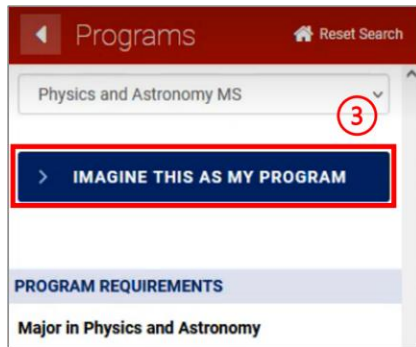 Programs
Reset Search
Physics and Astronomy MS
3
IMAGINE THIS AS MY PROGRAM
PROGRAM REQUIREMENTS
Major in Physics and Astronomy